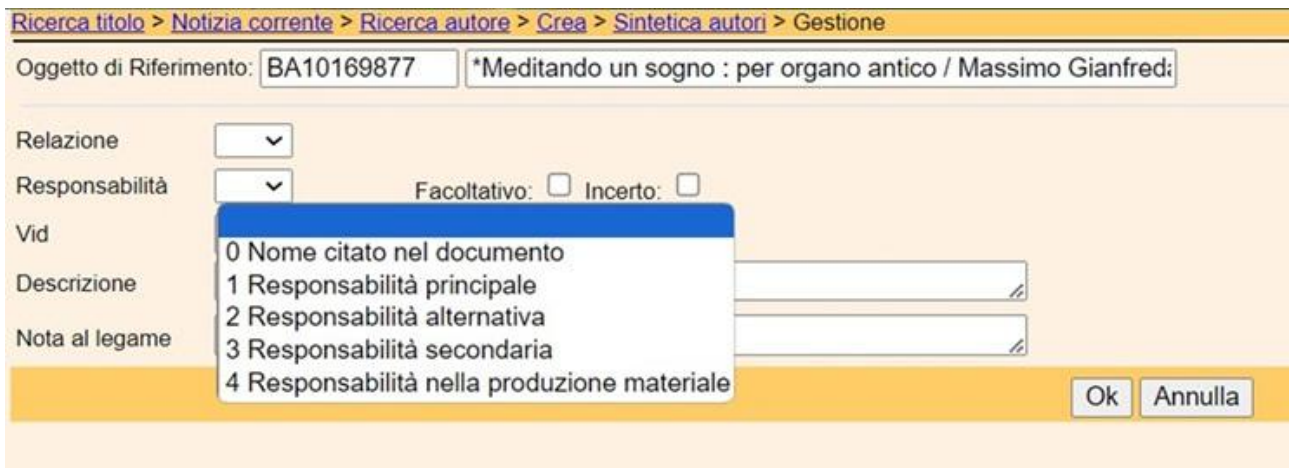 Ricerca titolo > Notizia corrente > Ricerca autore > Crea > Sintetica autori > Gestione
Oggetto di Riferimento: BA10169877 *Meditando un sogno : per organo antico / Massimo Gianfreda
Relazione
Responsabilità Facoltativo: Incerto:
Vid
0 Nome citato nel documento
Descrizione
1 Responsabilità principale
2 Responsabilità alternativa
Nota al legame
3 Responsabilità secondaria
4 Responsabilità nella produzione materiale
Ok Annulla